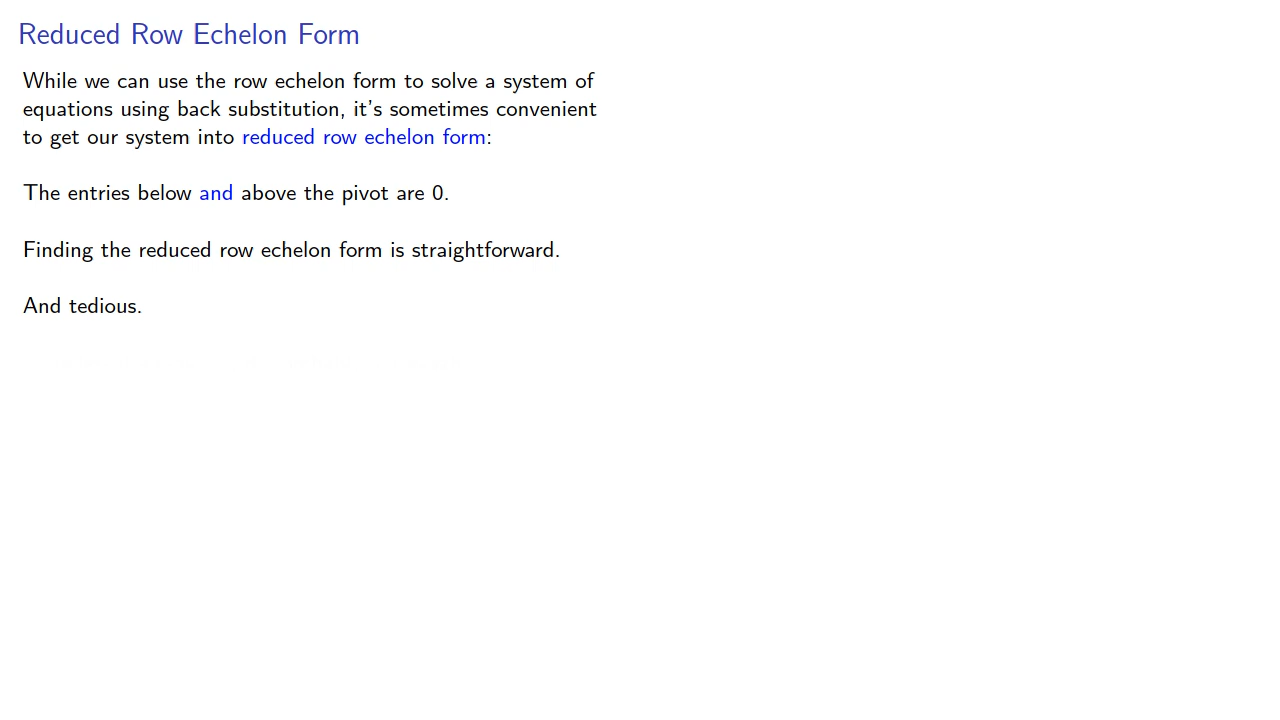 Reduced Row Echelon Form
While we can use the row echelon form to solve a system of
equations using back substitution, it's sometimes convenient
to get our system into reduced row echelon form:
The entries below and above the pivot are 0.
Finding the reduced row echelon form is straightforward.
And tedious.